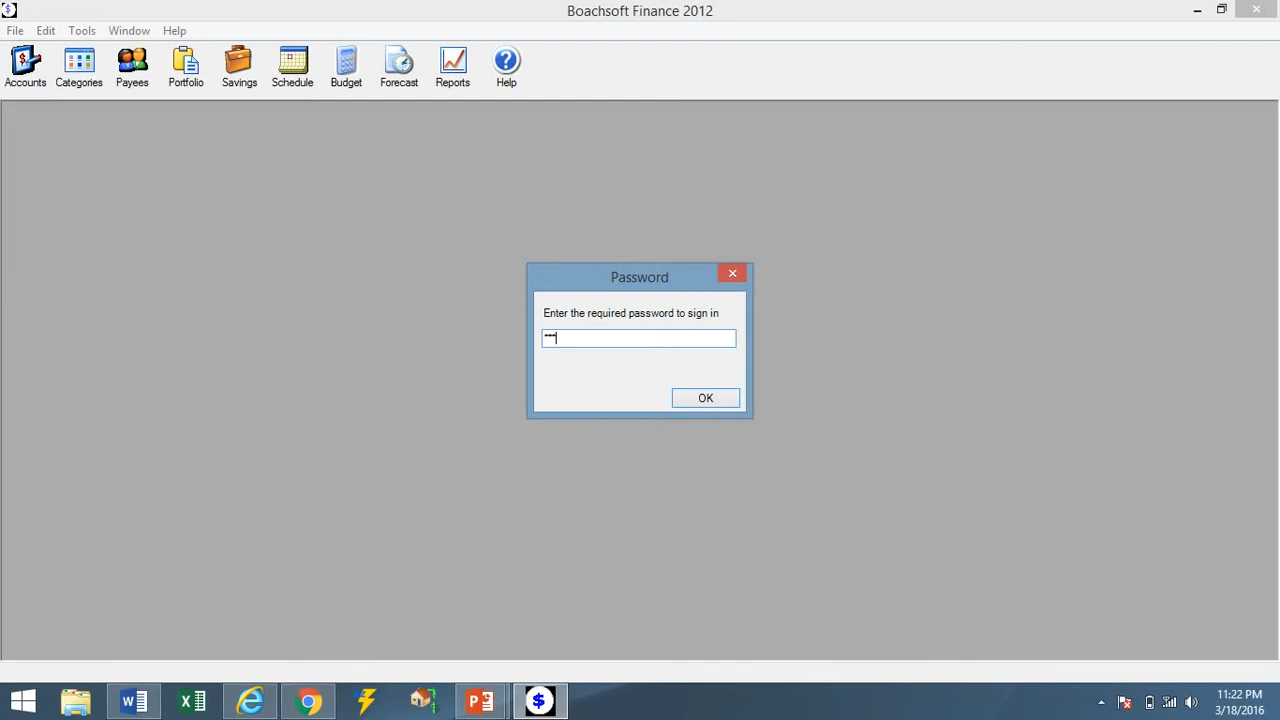 Boachsoft Finance 2012
File Edit Tools Window Help
Accounts Categories Payees Portfolio Savings Schedule Budget Forecast Reports Help
Password
Enter the required password to sign in
***
OK
11:22 PM
3/18/2016